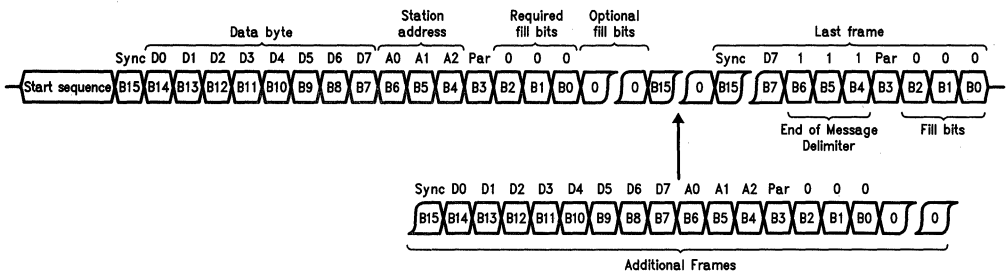 Station Required Optional
Data byte address fill bits fill bits Last frame
Sync D0 D1 D2 D3 D4 D5 D6 D7 A0 A1 A2 Par 0 0 0 Sync D7 1 1 1 Par 0 0 0
Start sequence B15 B14 B13 B12 B11 B10 B9 B8 B7 B6 B5 B4 B3 B2 B1 B0 0 0 B15 0 B15 B7 B6 B5 B4 B3 B2 B1 B0
End of Message Fill bits
Delimiter
Sync D0 D1 D2 D3 D4 D5 D6 D7 A0 A1 A2 Par 0 0 0
B15 B14 B13 B12 B11 B10 B9 B8 B7 B6 B5 B4 B3 B2 B1 B0 0 0
Additional Frames